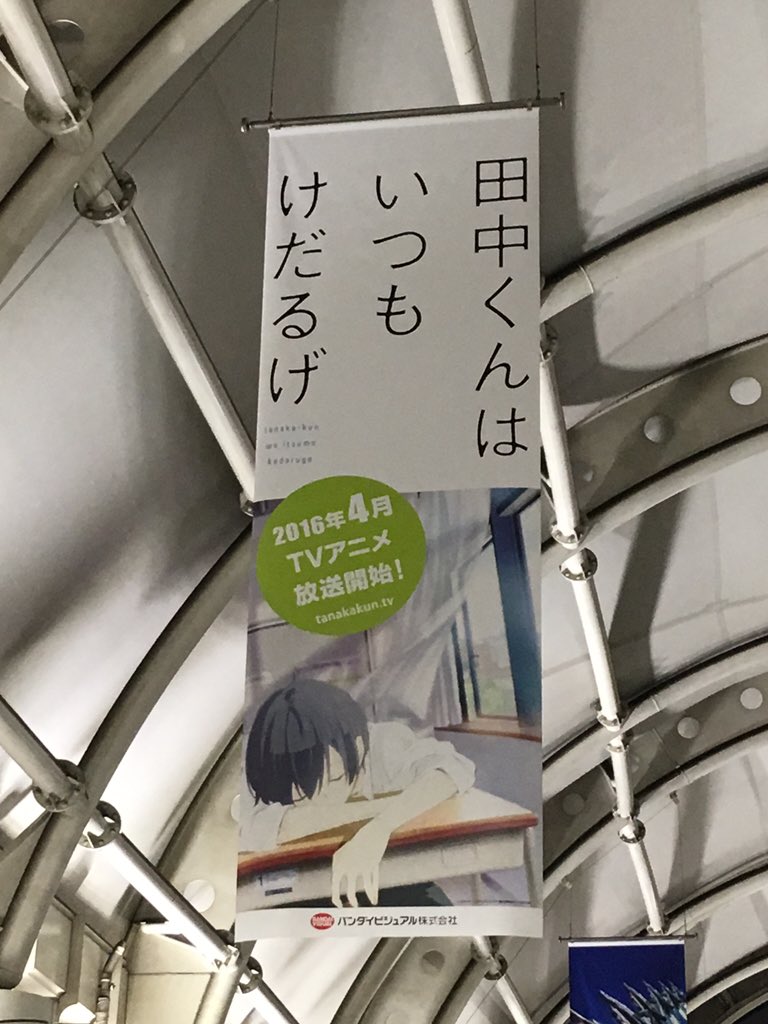 田中くんは
いつも
けだるげ
tanaka-kun
wa itsumo
kedaruge
2016年4月
TVアニメ
放送開始!
tanakakun.tv
BANDAI VISUAL バンダイビジュアル株式会社